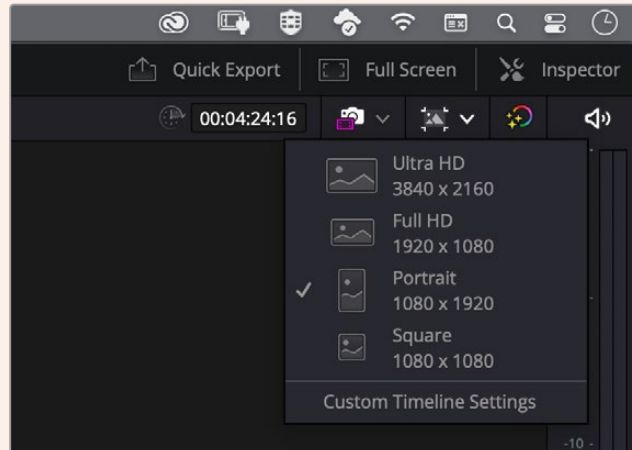 Quick Export
Full Screen
Inspector
00:04:24:16
Ultra HD
3840 x 2160
Full HD
1920 x 1080
Portrait
1080 x 1920
Square
1080 x 1080
Custom Timeline Settings
-10 -